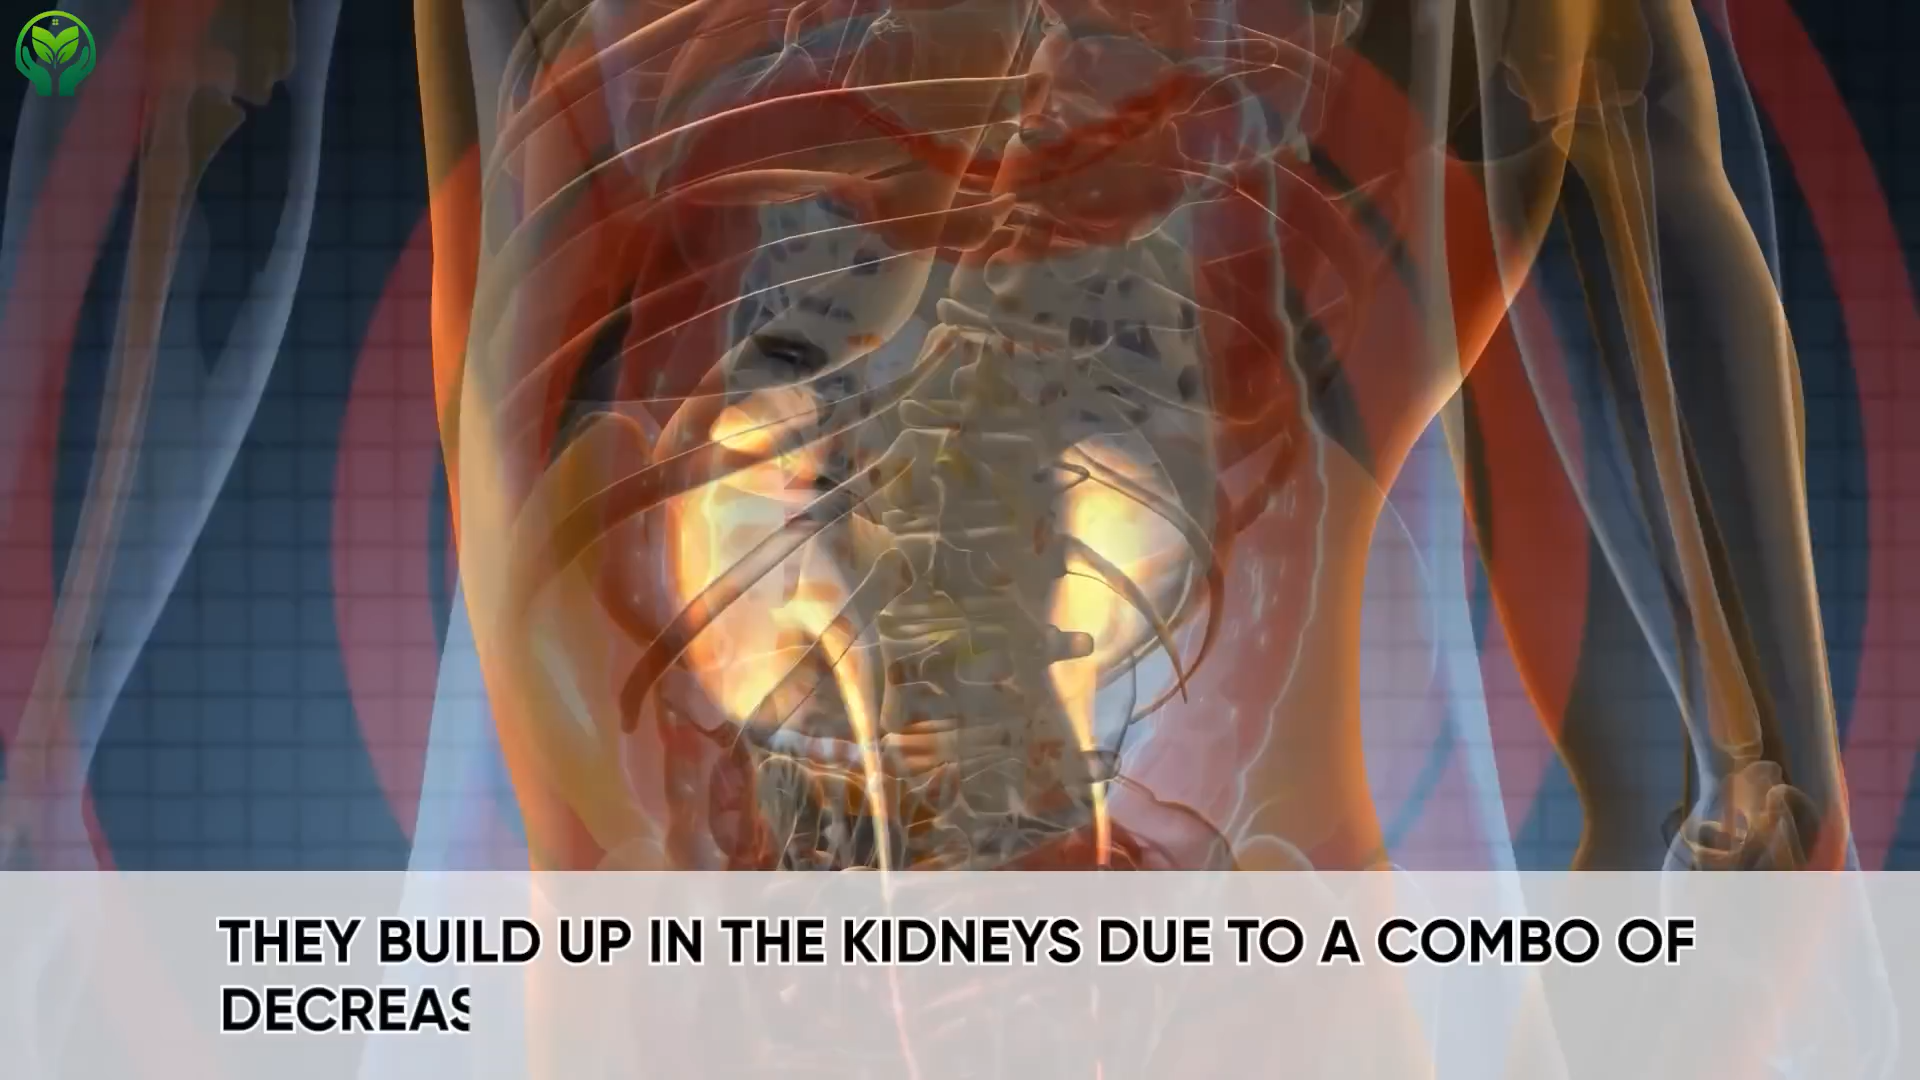 THEY BUILD UP IN THE KIDNEYS DUE TO A COMBO OF
DECREAS